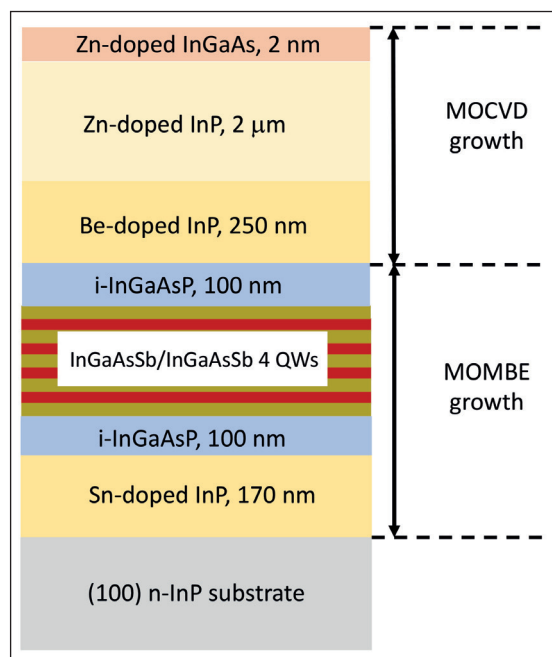 Zn-doped InGaAs, 2 nm
Zn-doped InP, 2 μm
Be-doped InP, 250 nm
i-InGaAsP, 100 nm
InGaAsSb/InGaAsSb 4 QWs
i-InGaAsP, 100 nm
Sn-doped InP, 170 nm
(100) n-InP substrate
MOCVD
growth
MOMBE
growth